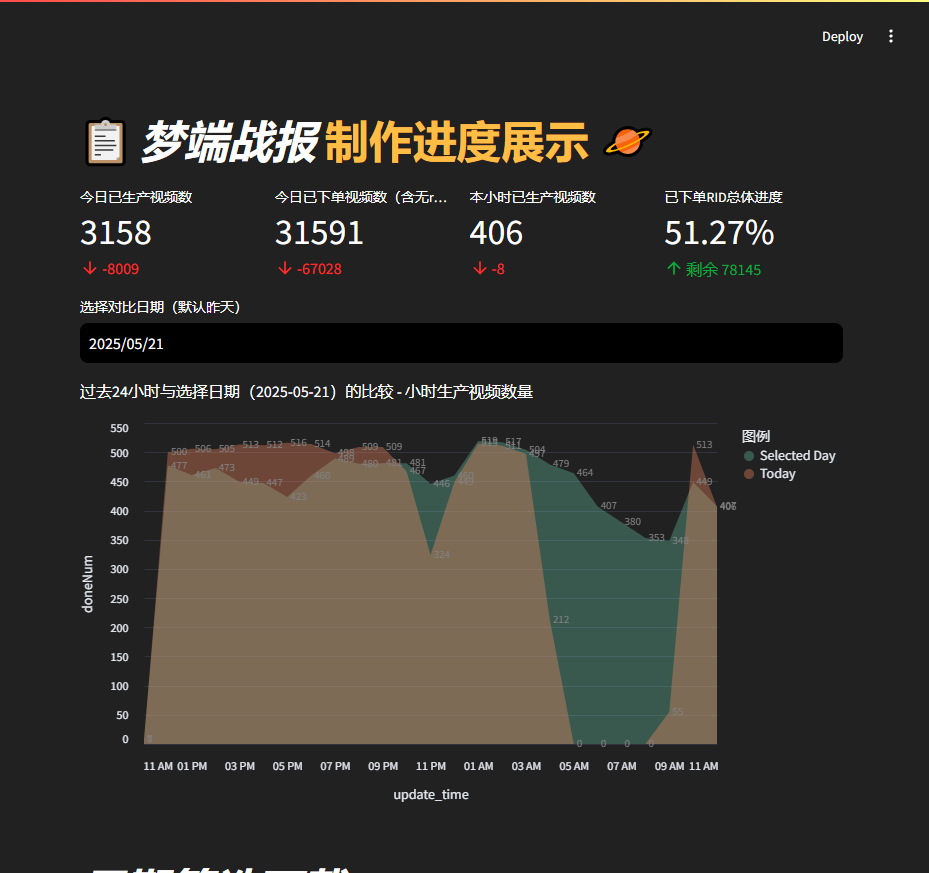 Deploy
梦端战报 制作进度展示
今日已生产视频数
3158
-8009
今日已下单视频数（含无r...
31591
-67028
本小时已生产视频数
406
-8
已下单RID总体进度
51.27%
剩余 78145
选择对比日期（默认昨天）
2025/05/21
过去24小时与选择日期（2025-05-21）的比较 - 小时生产视频数量
图例
Selected Day
Today
550
500
450
400
350
300
250
200
150
100
50
0
doneNum
500 506 505 513 512 516 514 498 509 509 481 467
477 461 473 449 447 423 460 489 480 481
446 324 460 449 519 517 511 504 497 479 464 407 380 353 348
212 0 0 0 0 55 513 449 406
11 AM 01 PM 03 PM 05 PM 07 PM 09 PM 11 PM 01 AM 03 AM 05 AM 07 AM 09 AM 11 AM
update_time